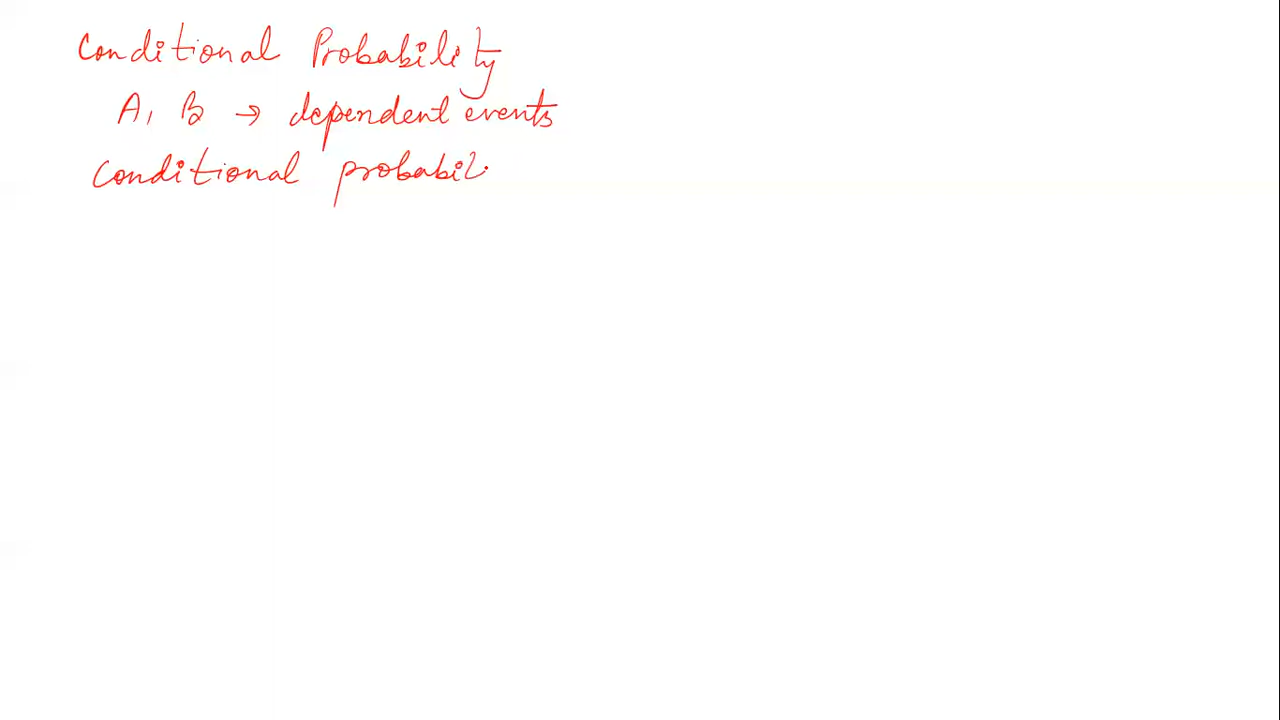 Conditional Probability
A, B → dependent events
Conditional probabil